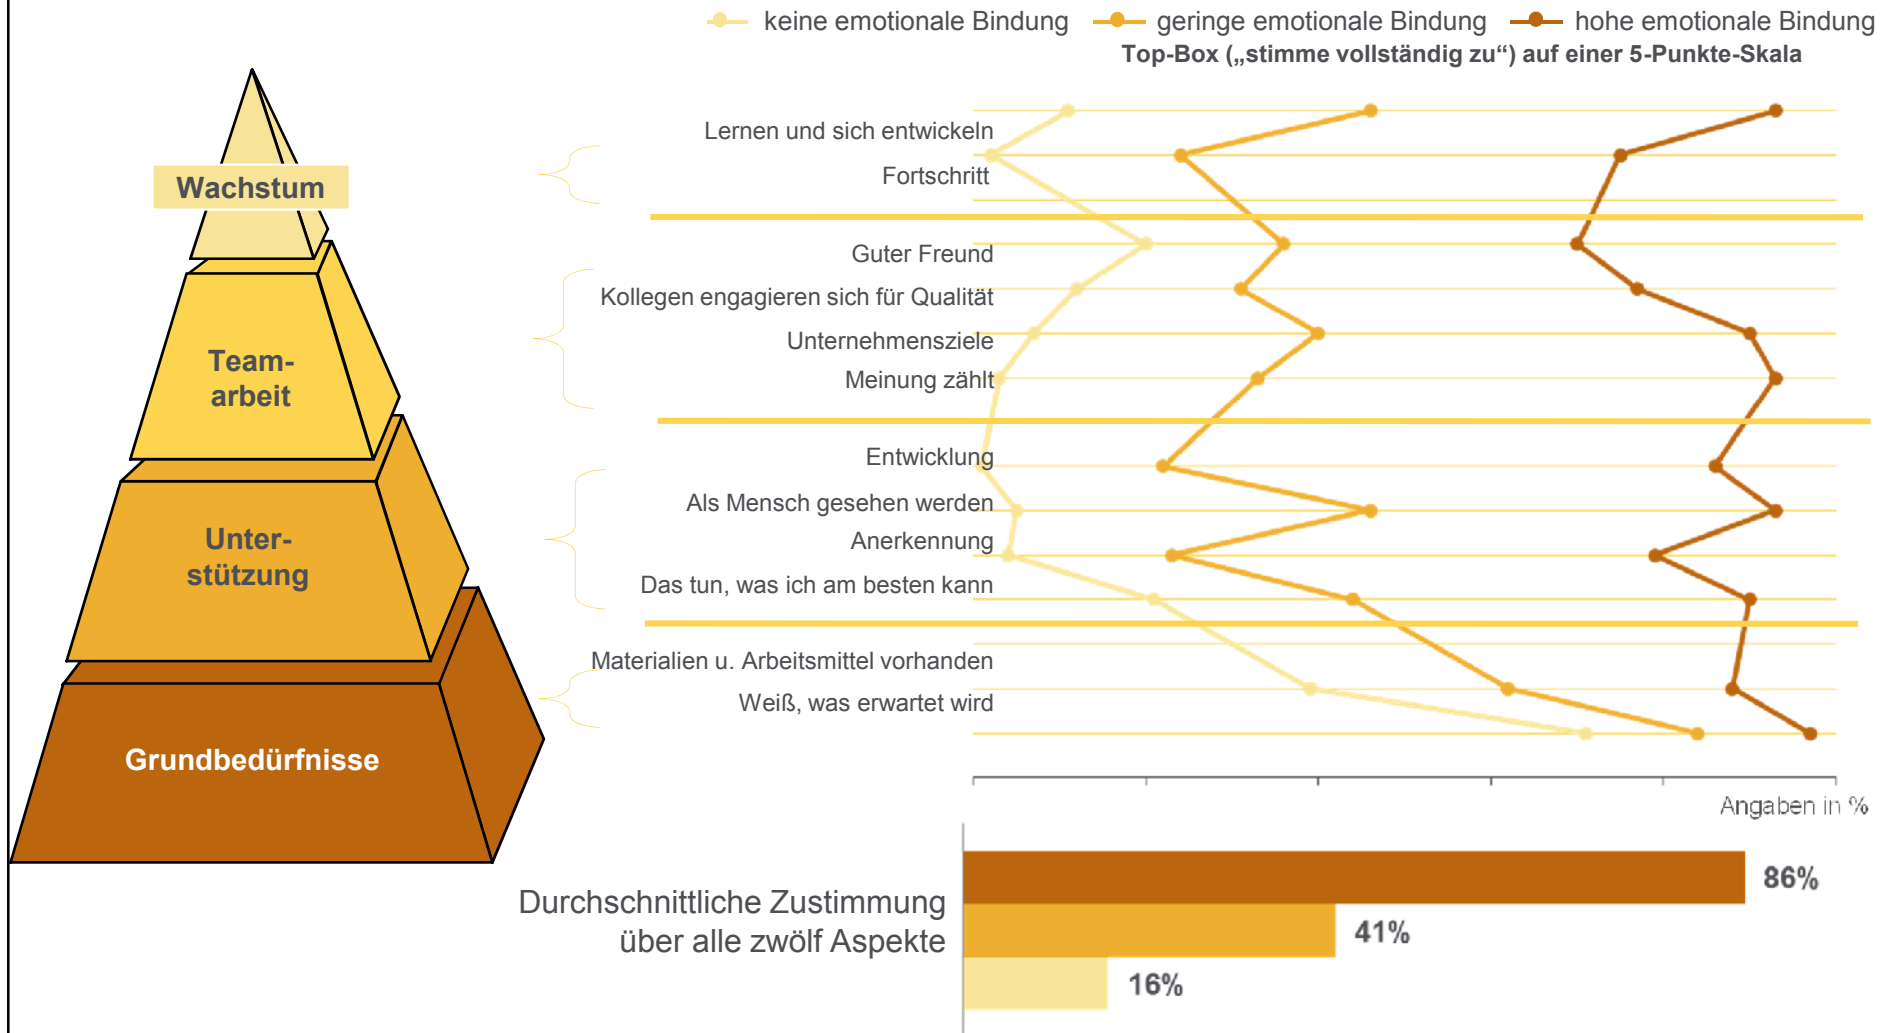 keine emotionale Bindung geringe emotionale Bindung hohe emotionale Bindung
Top-Box („stimme vollständig zu“) auf einer 5-Punkte-Skala
Wachstum
Team-
arbeit
Unter-
stützung
Grundbedürfnisse
Lernen und sich entwickeln
Fortschritt
Guter Freund
Kollegen engagieren sich für Qualität
Unternehmensziele
Meinung zählt
Entwicklung
Als Mensch gesehen werden
Anerkennung
Das tun, was ich am besten kann
Materialien u. Arbeitsmittel vorhanden
Weiß, was erwartet wird
Angaben in %
Durchschnittliche Zustimmung
über alle zwölf Aspekte
86%
41%
16%